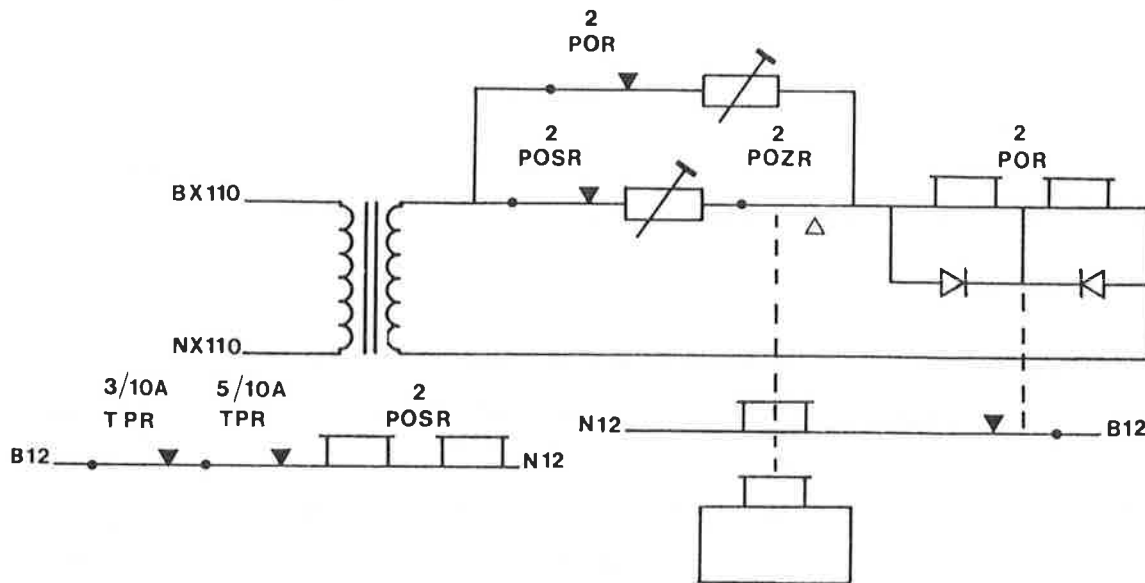 2
POR
2
POSR
2
POZR
2
POR
BX110
NX110
3/10A
TPR
5/10A
TPR
2
POSR
B12
N12
N12
B12